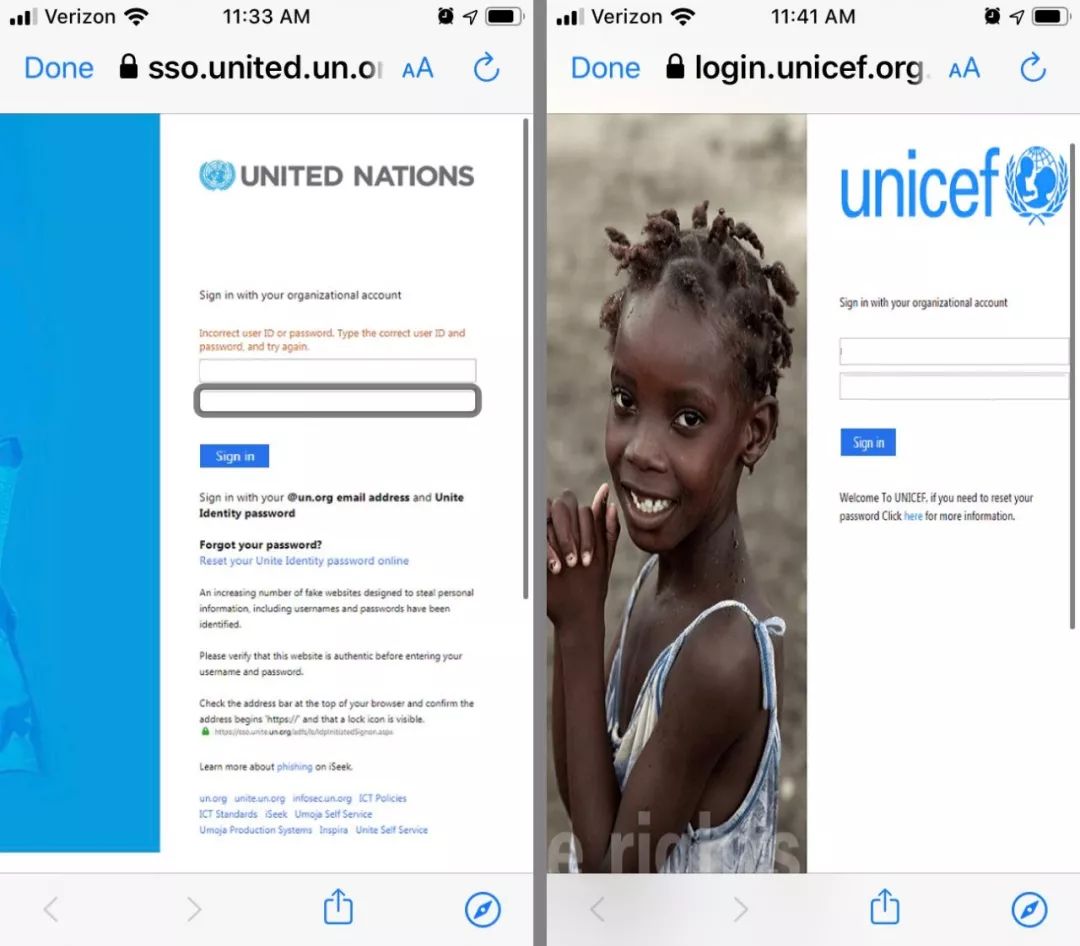 Verizon 11:33 AM
Done sso.united.un.o AA
UNITED NATIONS
Sign in with your organizational account
Incorrect user ID or password. Type the correct user ID and
password, and try again.
Sign in
Sign in with your @un.org email address and Unite
Identity password
Forgot your password?
Reset your Unite Identity password online
An increasing number of fake websites designed to steal personal
information, including usernames and passwords have been
identified.
Please verify that this website is authentic before entering your
username and password.
Check the address bar at the top of your browser and confirm the
address begins 'https://' and that a lock icon is visible.
https://sso.unite.un.org/adfs/ls/IdpInitiatedSignon.aspx
Learn more about phishing on iSeek.
un.org unite.un.org infosec.un.org ICT Policies
ICT Standards iSeek Umoja Self Service
Umoja Production Systems Inspira Unite Self Service
Verizon 11:41 AM
Done login.unicef.org. AA
unicef
Sign in with your organizational account
Sign in
Welcome To UNICEF. if you need to reset your
password Click here for more information.
e rights